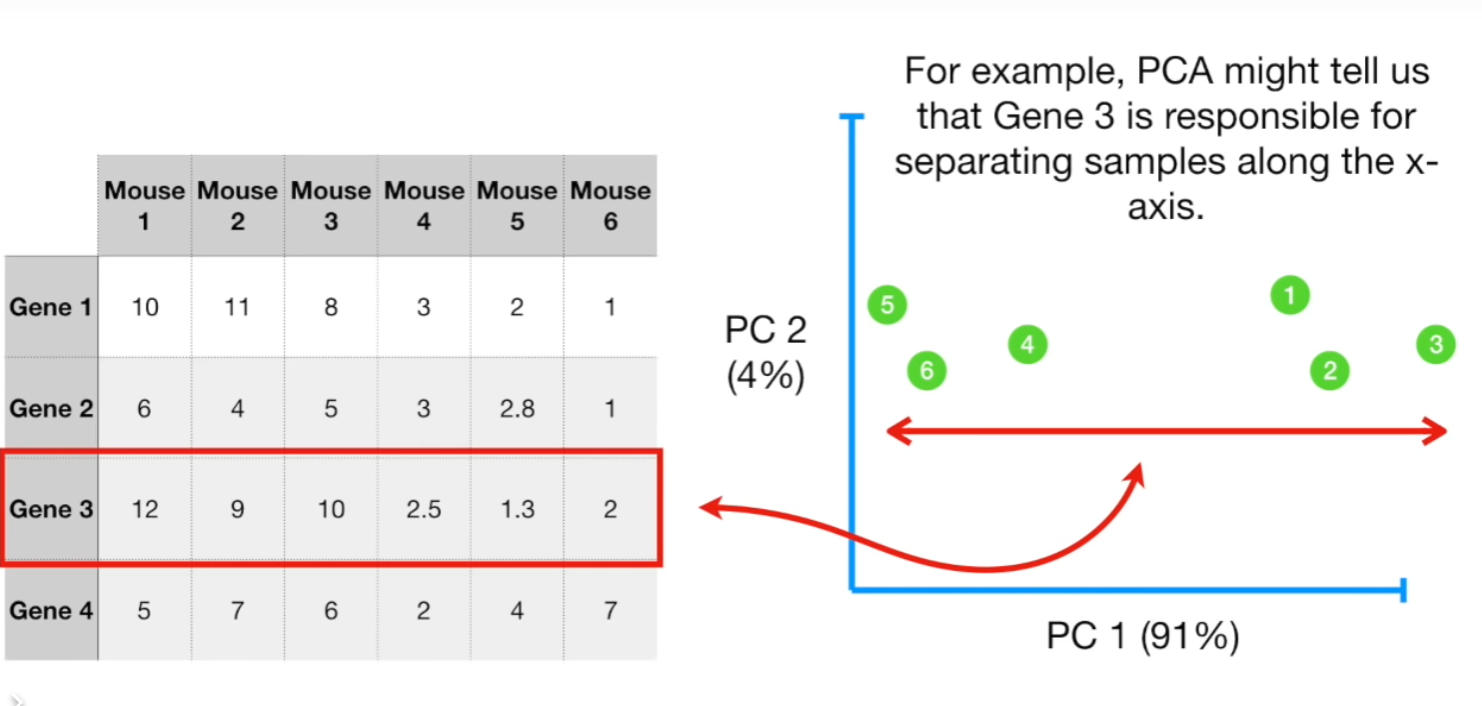 For example, PCA might tell us
that Gene 3 is responsible for
separating samples along the x-
axis.
Mouse Mouse Mouse Mouse Mouse Mouse
1 2 3 4 5 6
Gene 1 10 11 8 3 2 1
Gene 2 6 4 5 3 2.8 1
Gene 3 12 9 10 2.5 1.3 2
Gene 4 5 7 6 2 4 7
PC 2
(4%)
5
6
4
1
2
3
PC 1 (91%)